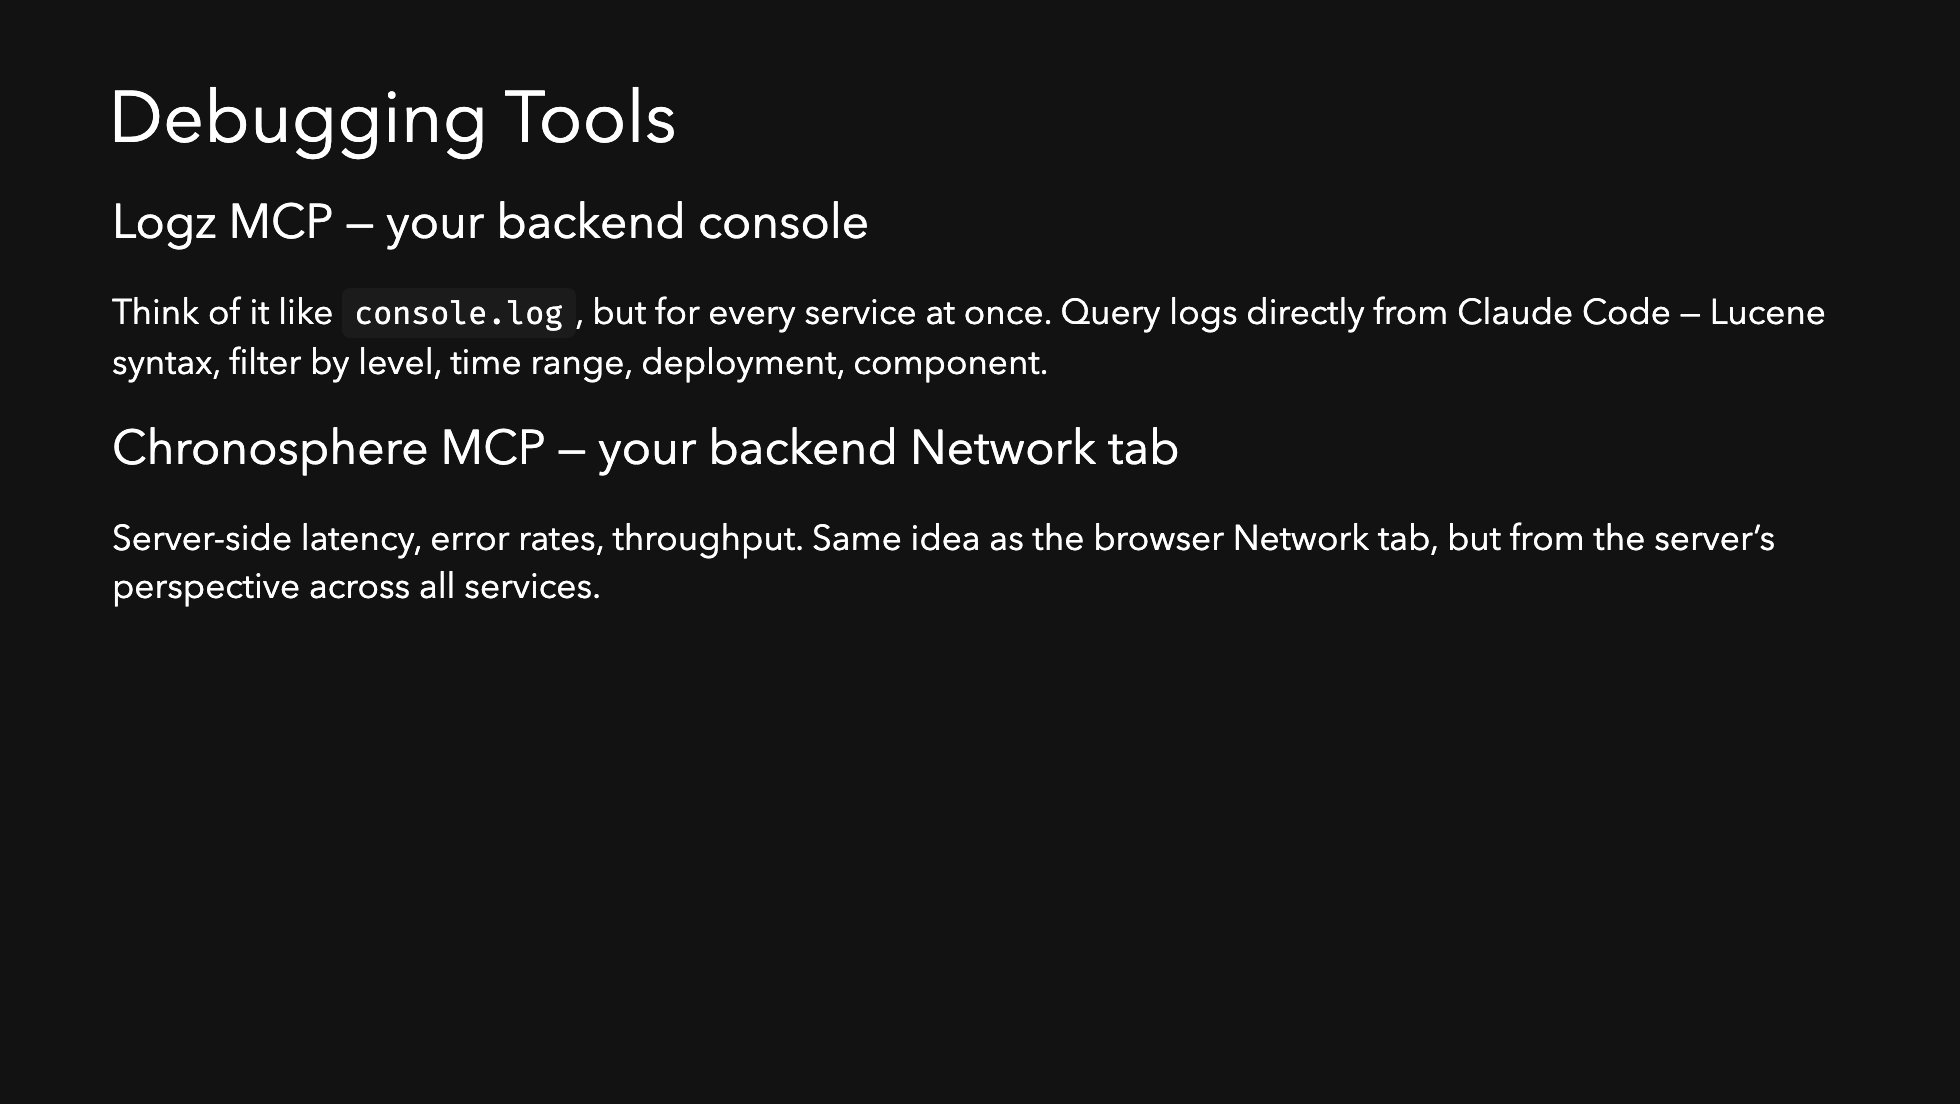 Debugging Tools
Logz MCP – your backend console
Think of it like console.log, but for every service at once. Query logs directly from Claude Code – Lucene
syntax, filter by level, time range, deployment, component.
Chronosphere MCP – your backend Network tab
Server-side latency, error rates, throughput. Same idea as the browser Network tab, but from the server’s
perspective across all services.